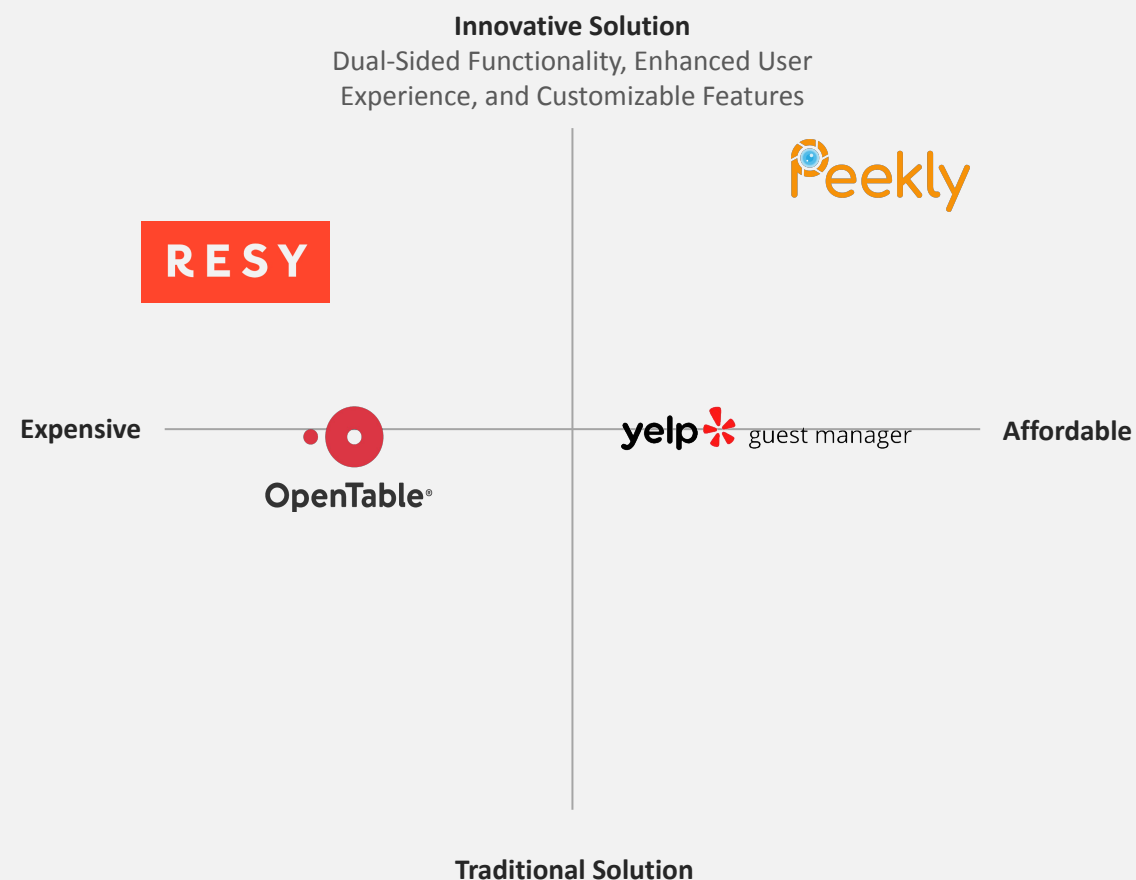 Innovative Solution
Dual-Sided Functionality, Enhanced User
Experience, and Customizable Features
Peekly
RESY
Expensive
yelp guest manager
Affordable
OpenTable®
Traditional Solution